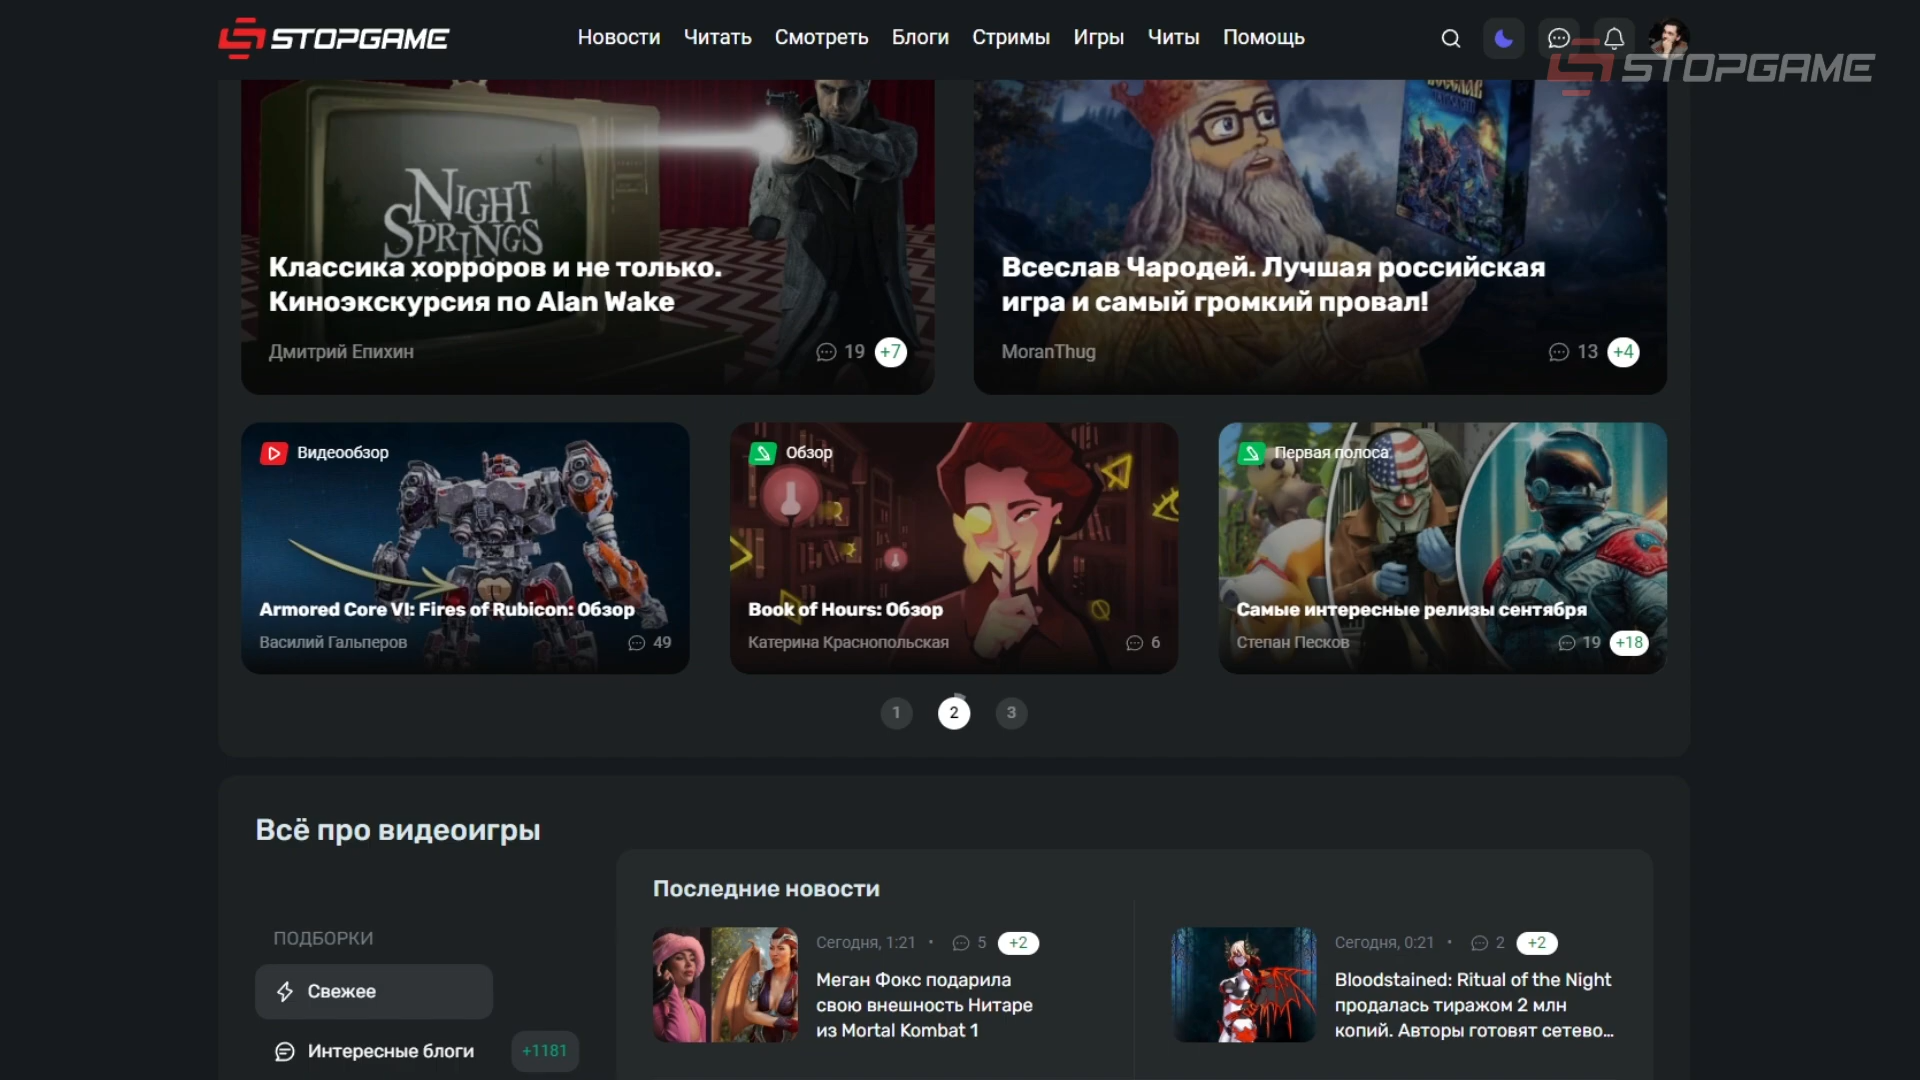 STOPGAME
Новости Читать Смотреть Блоги Стримы Игры Читы Помощь
STOPGAME
NIGHT
SPRINGS
Классика хорроров и не только.
Киноэкскурсия по Alan Wake
Дмитрий Епихин
19 +7
Всеслав Чародей. Лучшая российская
игра и самый громкий провал!
MoranThug
13 +4
Видеообзор
Armored Core VI: Fires of Rubicon: Обзор
Василий Гальперов
49
Обзор
Book of Hours: Обзор
Катерина Краснопольская
6
Первая полоса
Самые интересные релизы сентября
Степан Песков
19 +18
1 2 3
Всё про видеоигры
ПОДБОРКИ
Свежее
Интересные блоги +1181
Последние новости
Сегодня, 1:21 • 5 +2
Меган Фокс подарила
свою внешность Нитаре
из Mortal Kombat 1
Сегодня, 0:21 • 2 +2
Bloodstained: Ritual of the Night
продалась тиражом 2 млн
копий. Авторы готовят сетево...